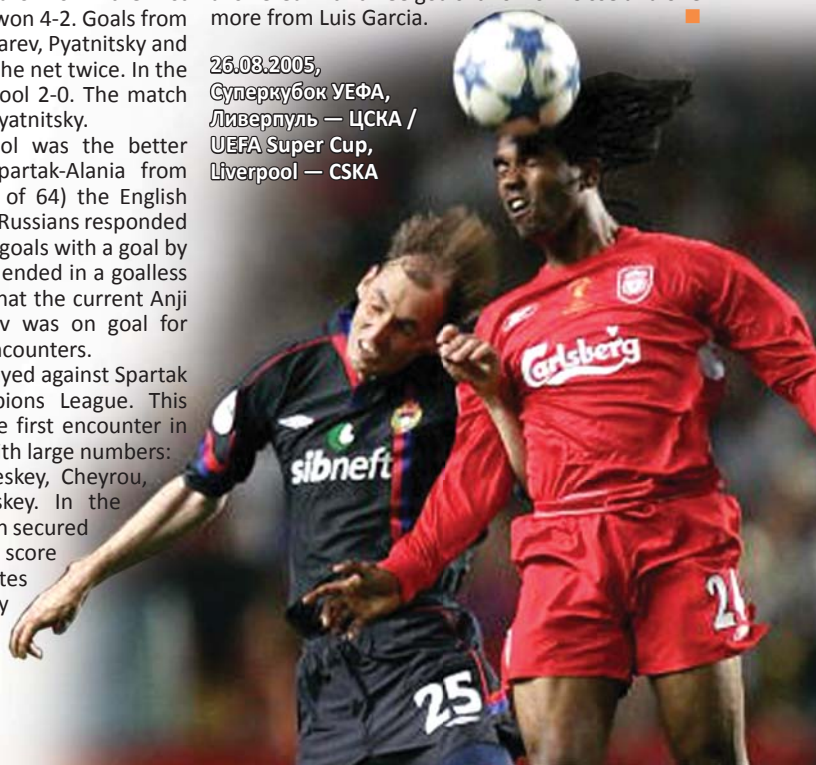 won 4-2. Goals from
arev, Pyatnitsky and
he net twice. In the
ool 2-0. The match
yatnitsky.
ol was the better
partak-Alania from
of 64) the English
Russians responded
goals with a goal by
ended in a goalless
hat the current Anji
v was on goal for
ncounters.
yed against Spartak
pions League. This
e first encounter in
th large numbers:
eskey, Cheyrou,
skey. In the
n secured
score
tes
y
more from Luis Garcia.
26.08.2005,
Суперкубок УЕФА,
Ливерпуль — ЦСКА /
UEFA Super Cup,
Liverpool — CSKA
Carlsberg
sibneft
25